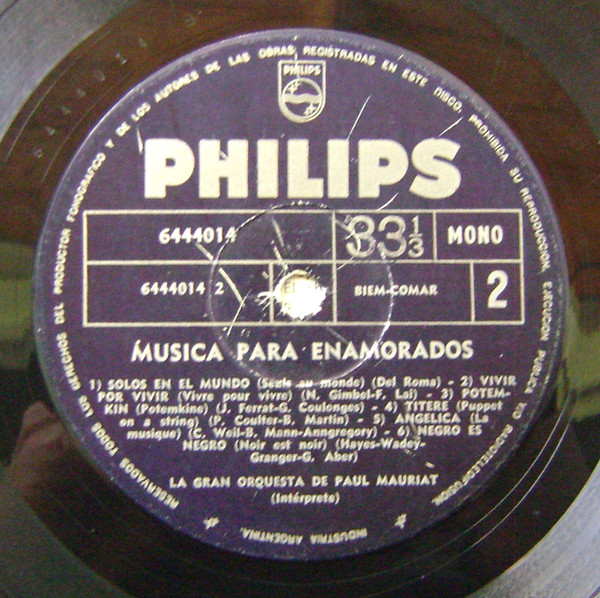 RESERVADOS TODOS LOS DERECHOS DEL PRODUCTOR FONOGRAFICO Y DE LOS AUTORES DE LAS OBRAS REGISTRADAS EN ESTE DISCO. PROHIBIDA SU REPRODUCCION, EJECUCION PUBLICA Y/O RADIOTELEDIFUSION.
PHILIPS
PHILIPS
6444014 33 1/3 MONO
6444014 2 BIEM-COMAR 2
MUSICA PARA ENAMORADOS
1) SOLOS EN EL MUNDO (Seuls au monde) (Del Roma) - 2) VIVIR
POR VIVIR (Vivre pour vivre) (N. Gimbel-F. Lai) - 3) POTEM-
KIN (Potemkine) (J. Ferrat-G. Coulonges) - 4) TITERE (Puppet
on a string) (P. Coulter-B. Martin) - 5) ANGELICA (La
musique) (C. Weil-B. Mann-Anngregory) - 6) NEGRO ES
NEGRO (Noir est noir) (Hayes-Wadey-
Granger-G. Aber)
LA GRAN ORQUESTA DE PAUL MAURIAT
(Intérprete)
INDUSTRIA ARGENTINA.